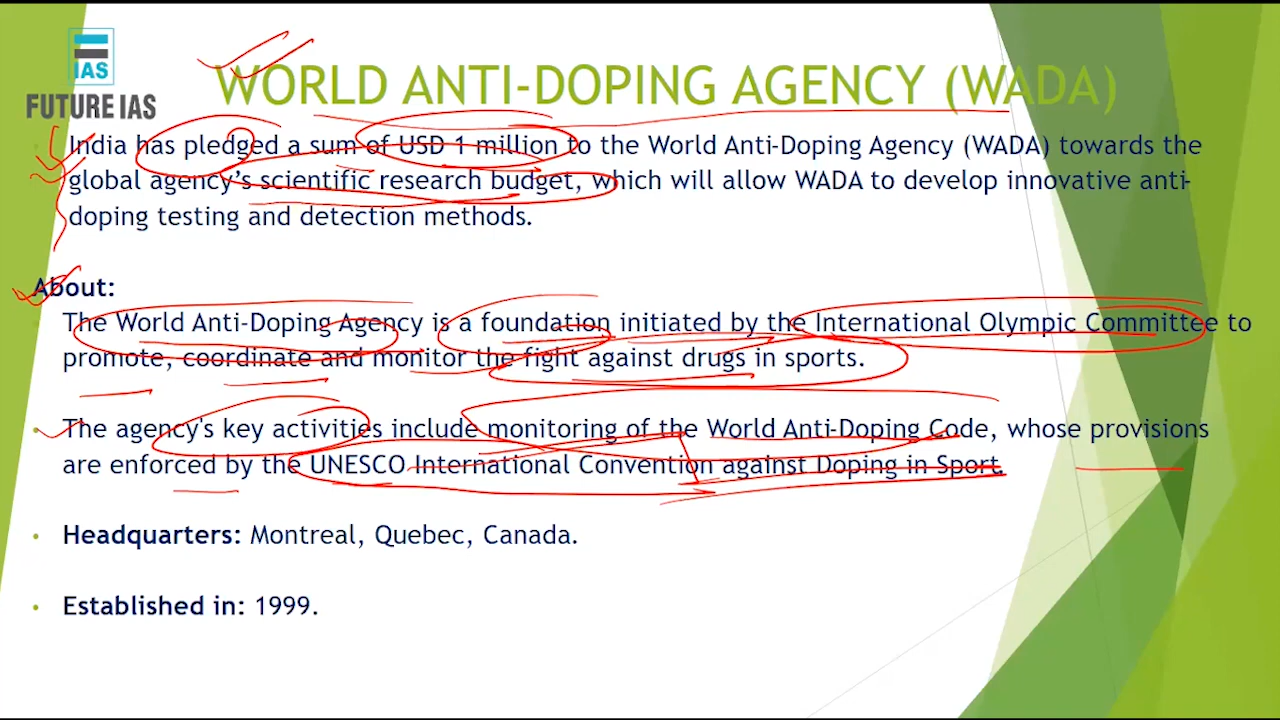 IAS
FUTURE IAS
WORLD ANTI-DOPING AGENCY (WADA)
India has pledged a sum of USD 1 million to the World Anti-Doping Agency (WADA) towards the
global agency's scientific research budget, which will allow WADA to develop innovative anti-
doping testing and detection methods.
About:
The World Anti-Doping Agency is a foundation initiated by the International Olympic Committee to
promote, coordinate and monitor the fight against drugs in sports.
• The agency's key activities include monitoring of the World Anti-Doping Code, whose provisions
are enforced by the UNESCO International Convention against Doping in Sport.
• Headquarters: Montreal, Quebec, Canada.
• Established in: 1999.